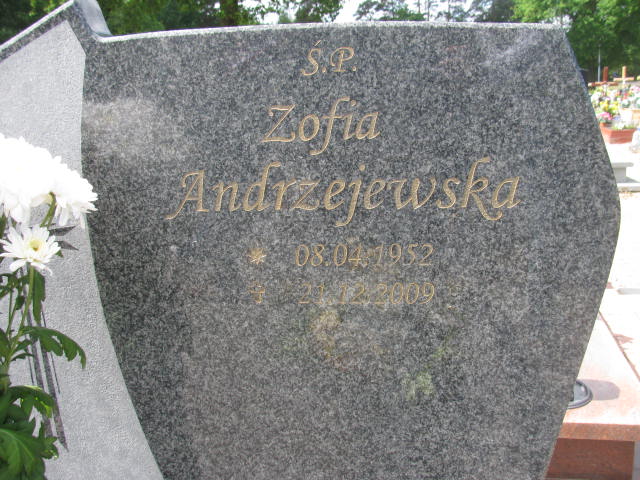 Ś.P.
Zofia
Andrzejewska
* 08.04.1952
† 21.12.2009